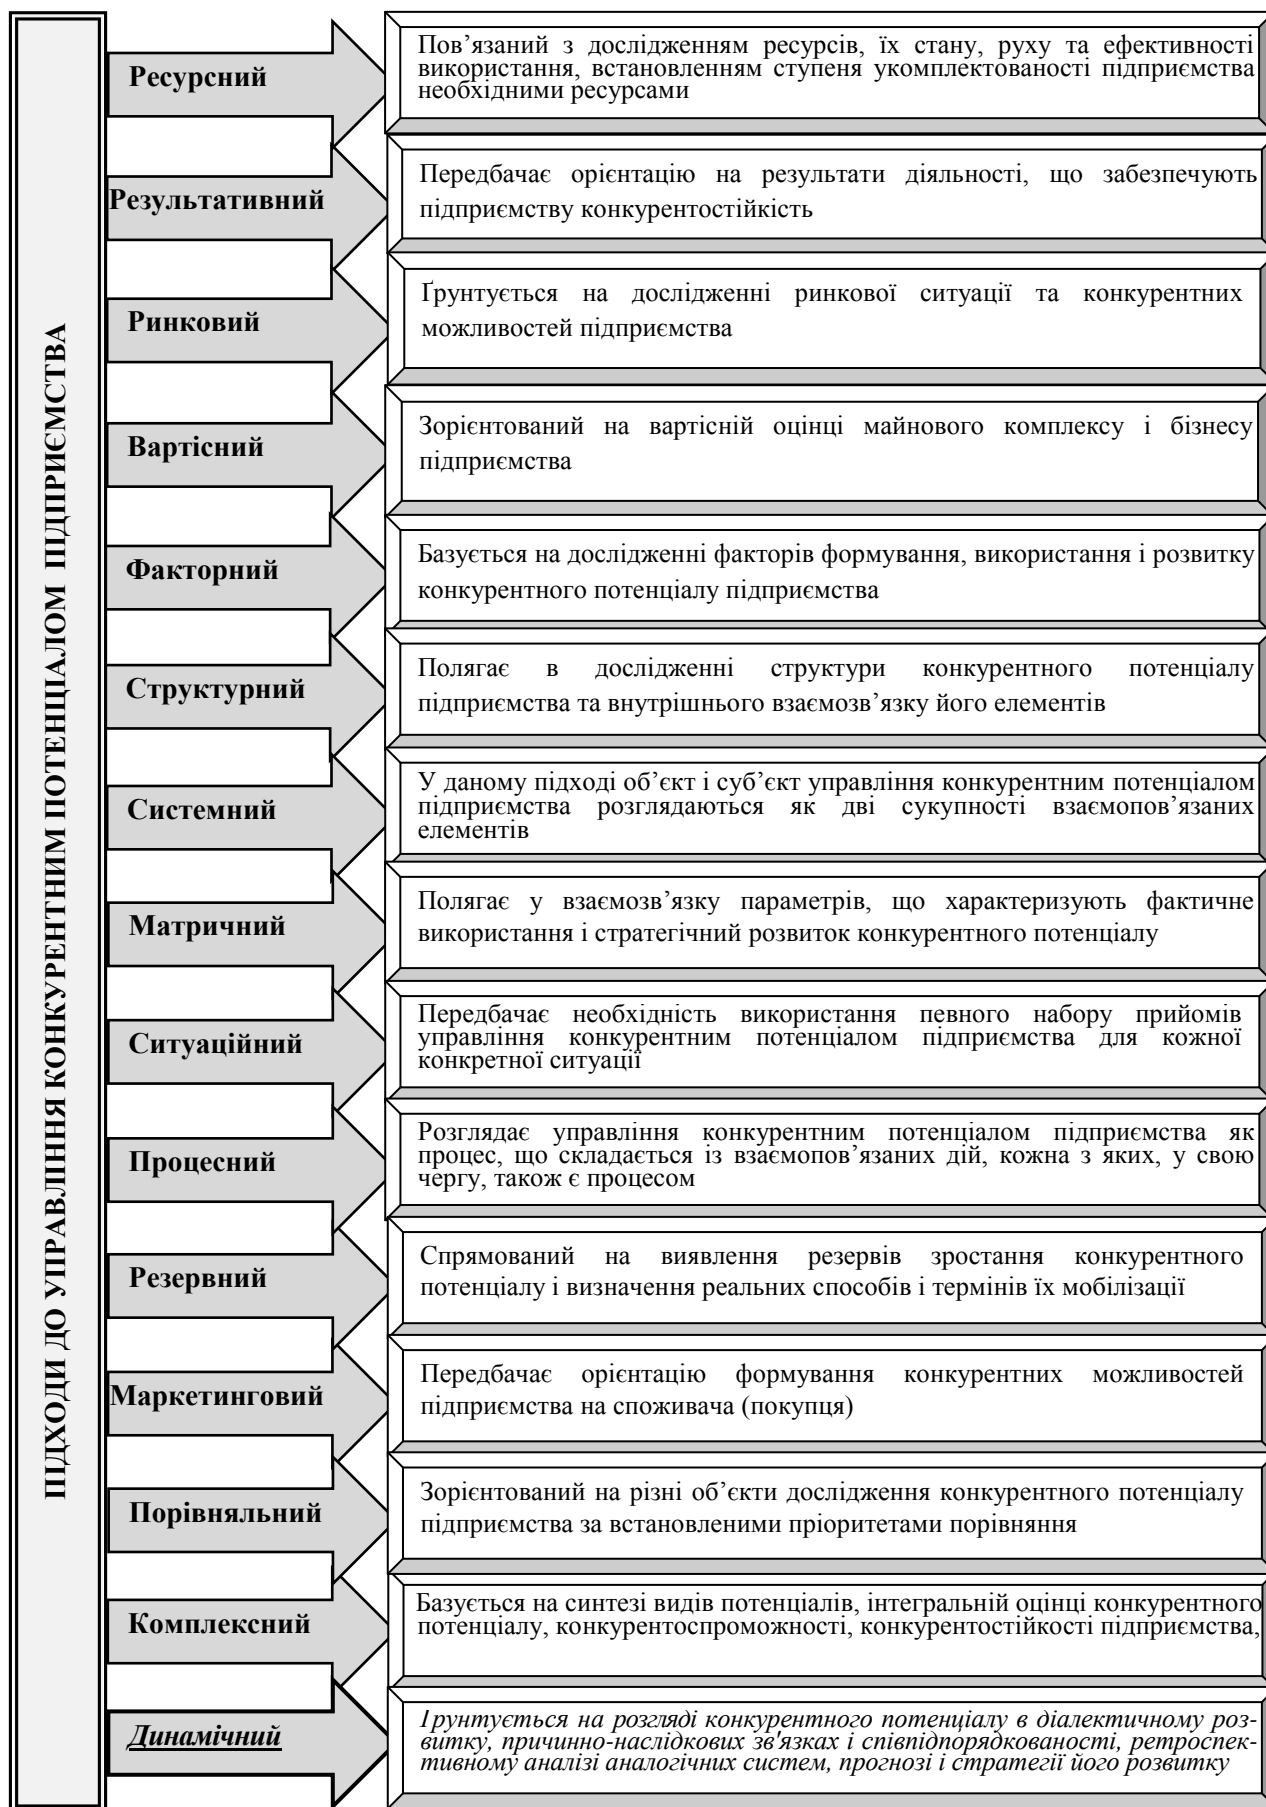 ПІДХОДИ ДО УПРАВЛІННЯ КОНКУРЕНТНИМ ПОТЕНЦІАЛОМ ПІДПРИЄМСТВА
Ресурсний
Пов’язаний з дослідженням ресурсів, їх стану, руху та ефективності
використання, встановленням ступеня укомплектованості підприємства
необхідними ресурсами
Результативний
Передбачає орієнтацію на результати діяльності, що забезпечують
підприємству конкурентостійкість
Ринковий
Ґрунтується на дослідженні ринкової ситуації та конкурентних
можливостей підприємства
Вартісний
Зорієнтований на вартісній оцінці майнового комплексу і бізнесу
підприємства
Факторний
Базується на дослідженні факторів формування, використання і розвитку
конкурентного потенціалу підприємства
Структурний
Полягає в дослідженні структури конкурентного потенціалу
підприємства та внутрішнього взаємозв’язку його елементів
Системний
У даному підході об’єкт і суб’єкт управління конкурентним потенціалом
підприємства розглядаються як дві сукупності взаємопов’язаних
елементів
Матричний
Полягає у взаємозв’язку параметрів, що характеризують фактичне
використання і стратегічний розвиток конкурентного потенціалу
Ситуаційний
Передбачає необхідність використання певного набору прийомів
управління конкурентним потенціалом підприємства для кожної
конкретної ситуації
Процесний
Розглядає управління конкурентним потенціалом підприємства як
процес, що складається із взаємопов’язаних дій, кожна з яких, у свою
чергу, також є процесом
Резервний
Спрямований на виявлення резервів зростання конкурентного
потенціалу і визначення реальних способів і термінів їх мобілізації
Маркетинговий
Передбачає орієнтацію формування конкурентних можливостей
підприємства на споживача (покупця)
Порівняльний
Зорієнтований на різні об’єкти дослідження конкурентного потенціалу
підприємства за встановленими пріоритетами порівняння
Комплексний
Базується на синтезі видів потенціалів, інтегральній оцінці конкурентного
потенціалу, конкурентоспроможності, конкурентостійкості підприємства,
Динамічний
Ґрунтується на розгляді конкурентного потенціалу в діалектичному роз-
витку, причинно-наслідкових зв'язках і співпідпорядкованості, ретроспек-
тивному аналізі аналогічних систем, прогнозі і стратегії його розвитку